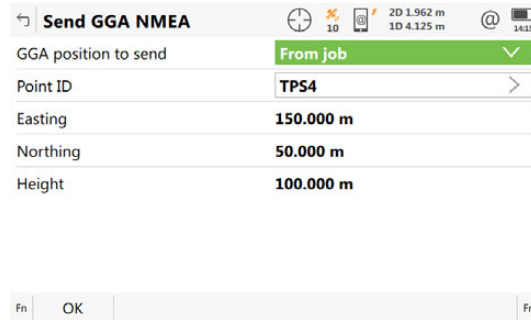 Send GGA NMEA
10
@
2D 1.962 m
1D 4.125 m
@
GGA position to send From job
Point ID TPS4
Easting 150.000 m
Northing 50.000 m
Height 100.000 m
Fn OK